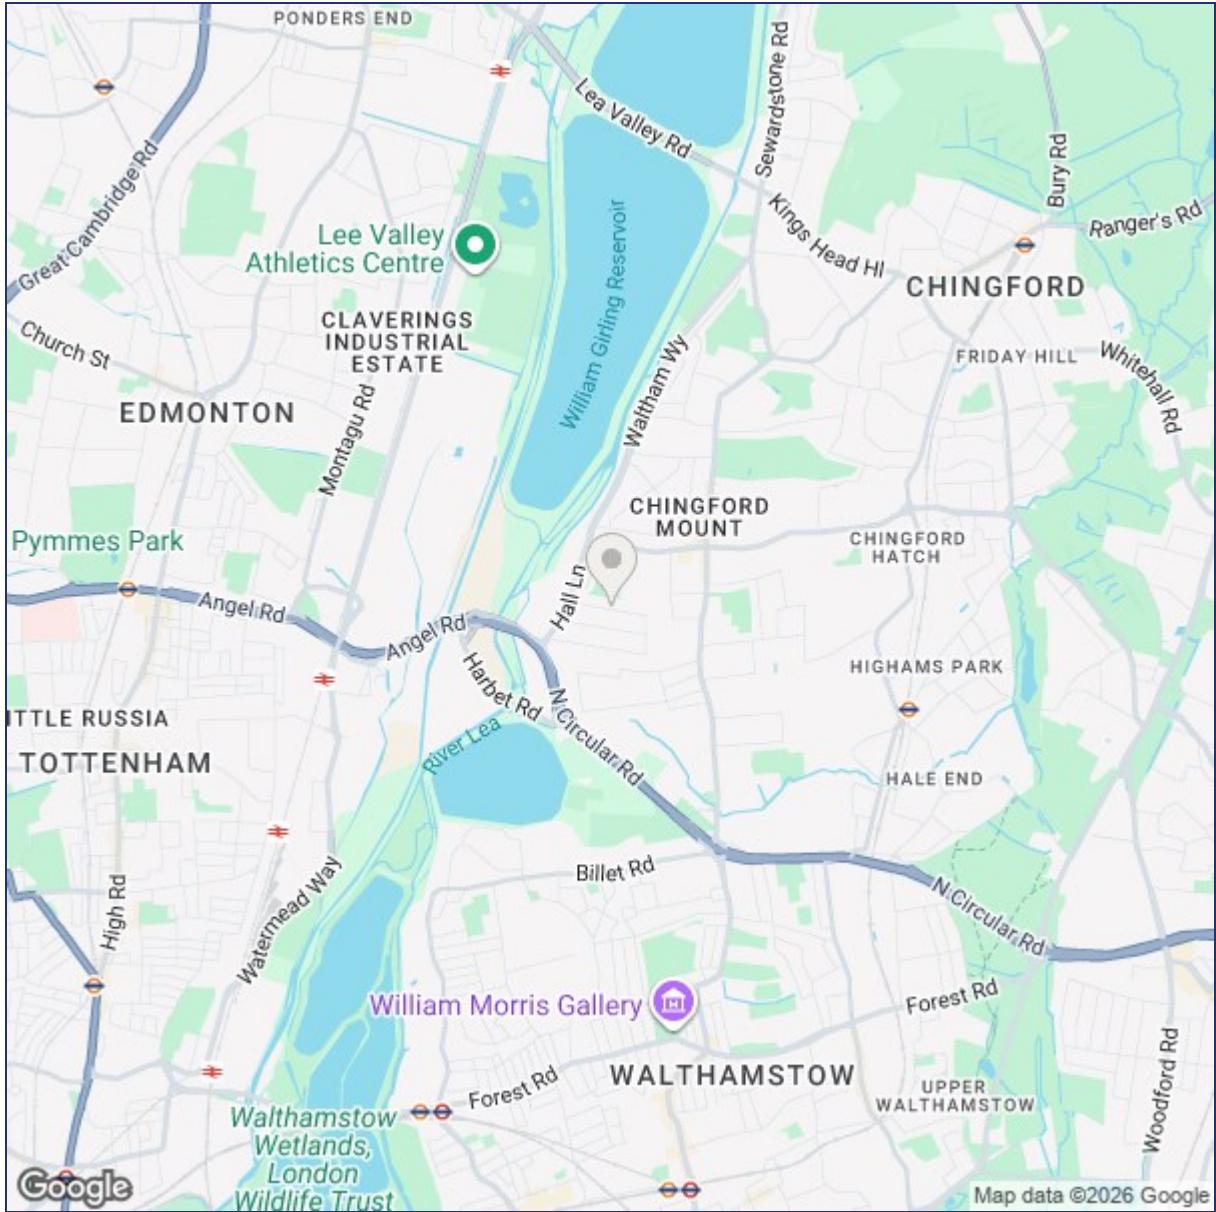 PONDERS END
Lea Valley Rd
Sewardstone Rd
Bury Rd
Ranger's Rd
Great Cambridge Rd
Kings Head Hl
Lee Valley
Athletics Centre
William Girling Reservoir
CHINGFORD
CLAVERINGS
INDUSTRIAL
ESTATE
Church St
FRIDAY HILL
Whitehall Rd
Waltham Wy
EDMONTON
Montagu Rd
CHINGFORD
MOUNT
Pymmes Park
CHINGFORD
HATCH
Hall Ln
Angel Rd
Angel Rd
Harbet Rd
HIGHAMS PARK
N Circular Rd
ITTLE RUSSIA
River Lea
TOTTENHAM
HALE END
Billet Rd
High Rd
Watermead Way
N Circular Rd
William Morris Gallery
Forest Rd
WALTHAMSTOW
Forest Rd
UPPER
WALTHAMSTOW
Woodford Rd
Walthamstow
Wetlands,
London
Wildlife Trust
Google
Map data ©2026 Google